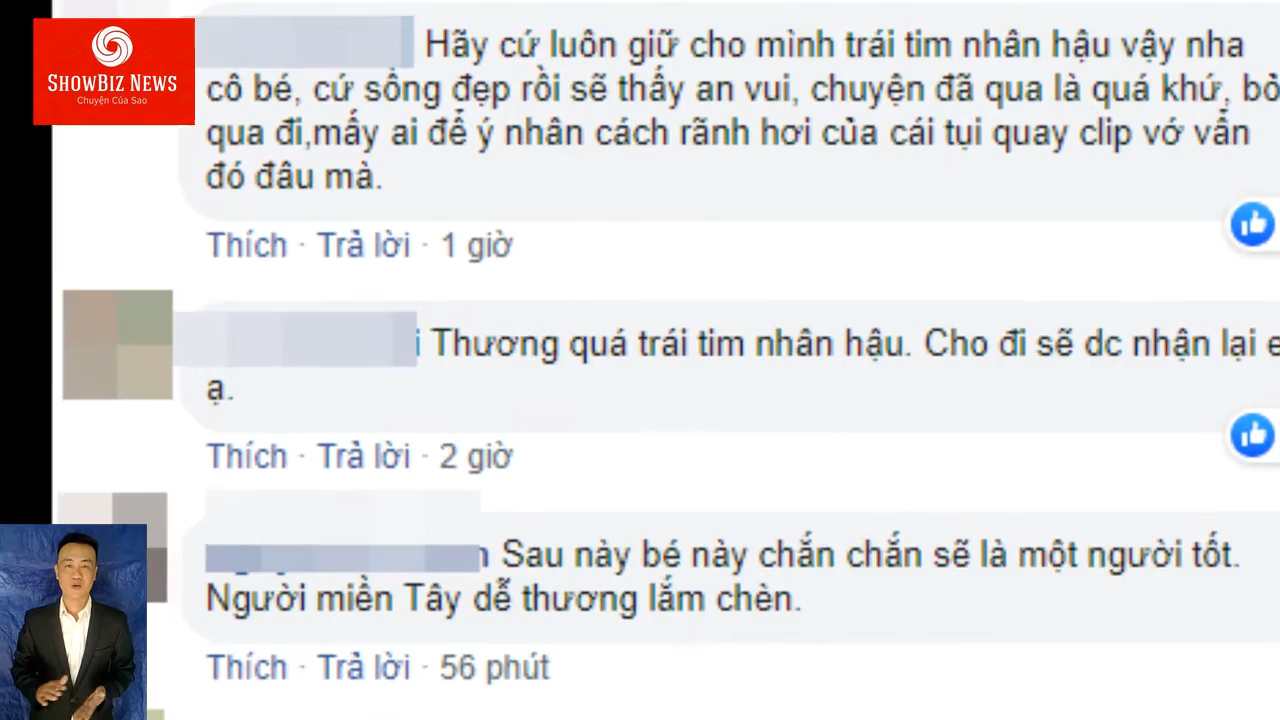 SHOWBIZ NEWS
Chuyện Của Sao
Hãy cứ luôn giữ cho mình trái tim nhân hậu vậy nha
cô bé, cứ sống đẹp rồi sẽ thấy an vui, chuyện đã qua là quá khứ, bỏ
qua đi,mấy ai để ý nhân cách rãnh hơi của cái tụi quay clip vớ vẩn
đó đâu mà.
Thích · Trả lời · 1 giờ
Thương quá trái tim nhân hậu. Cho đi sẽ dc nhận lại e
ạ.
Thích · Trả lời · 2 giờ
Sau này bé này chắn chắn sẽ là một người tốt.
Người miền Tây dễ thương lắm chèn.
Thích · Trả lời · 56 phút